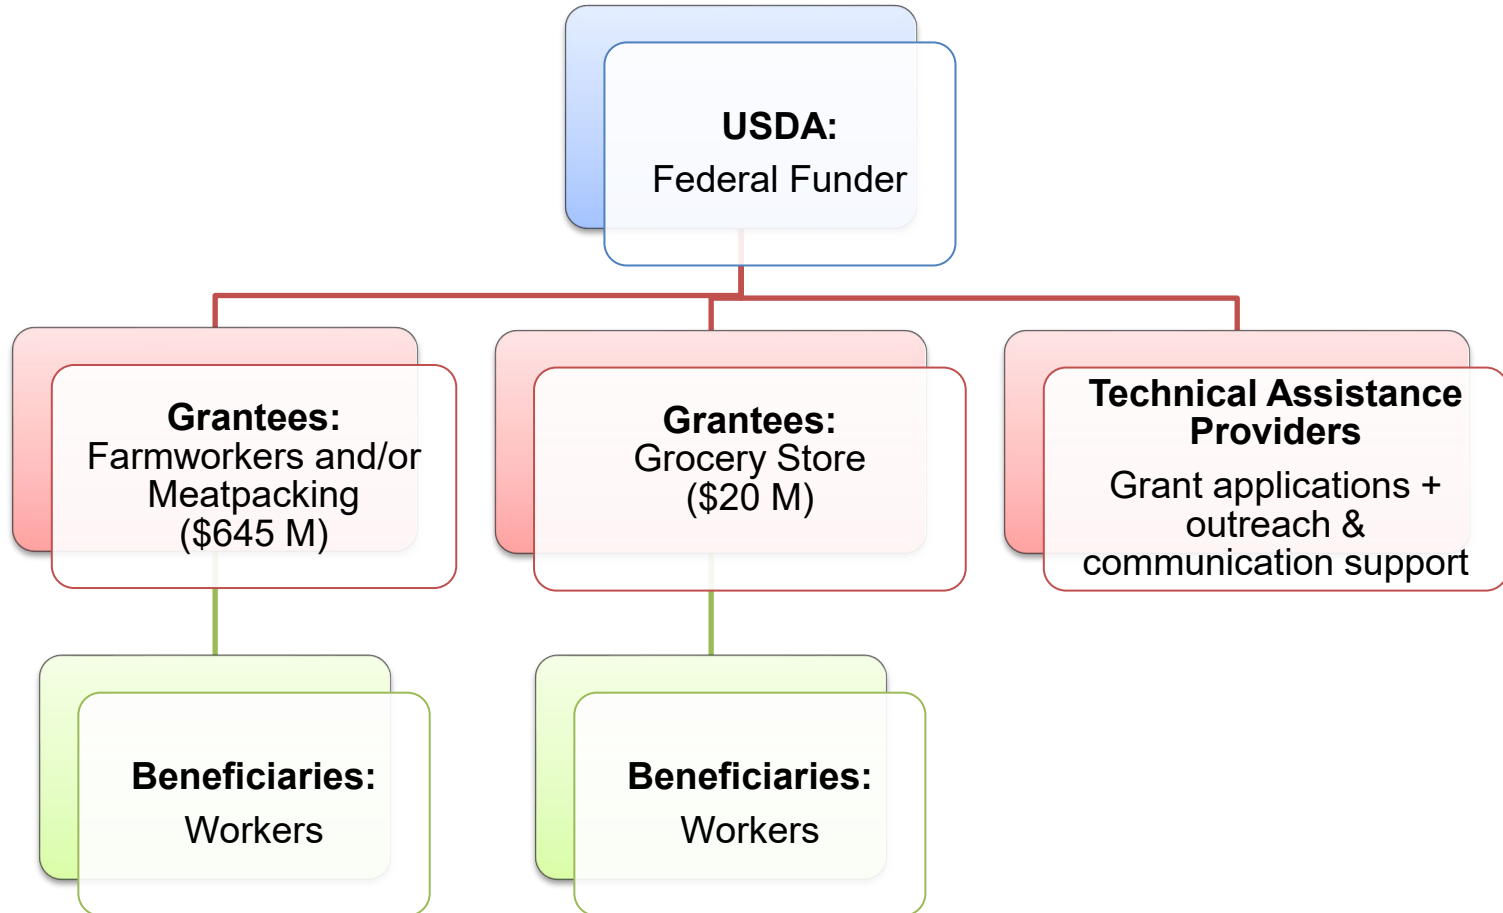 USDA:
Federal Funder
Grantees:
Farmworkers and/or
Meatpacking
($645 M)
Grantees:
Grocery Store
($20 M)
Technical Assistance
Providers
Grant applications +
outreach &
communication support
Beneficiaries:
Workers
Beneficiaries:
Workers